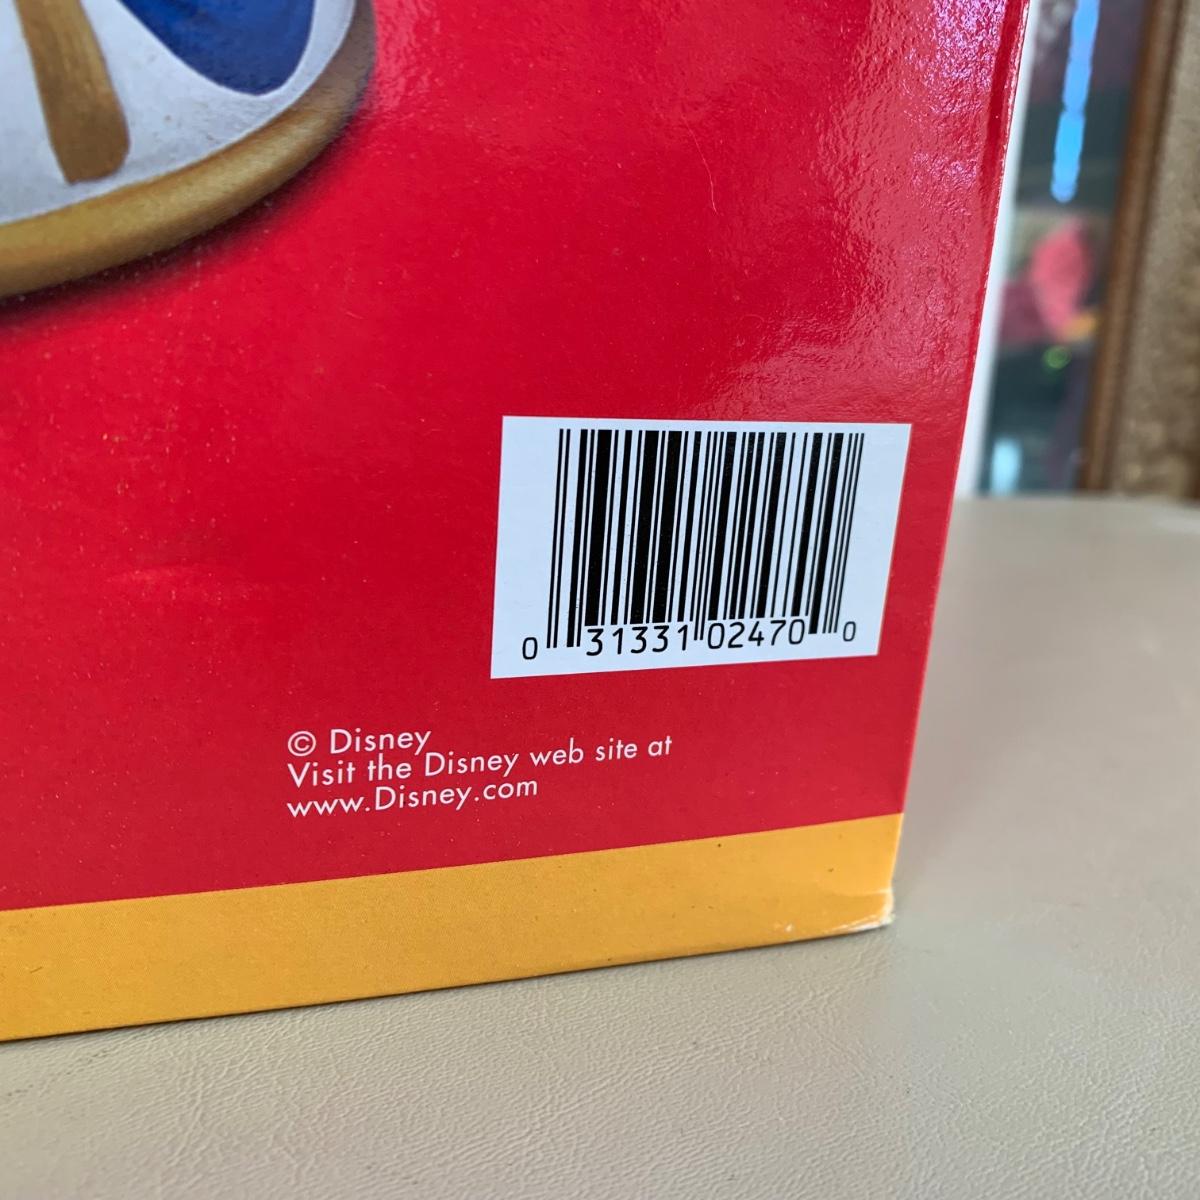 0 31331 02470 0
© Disney
Visit the Disney web site at
www.Disney.com